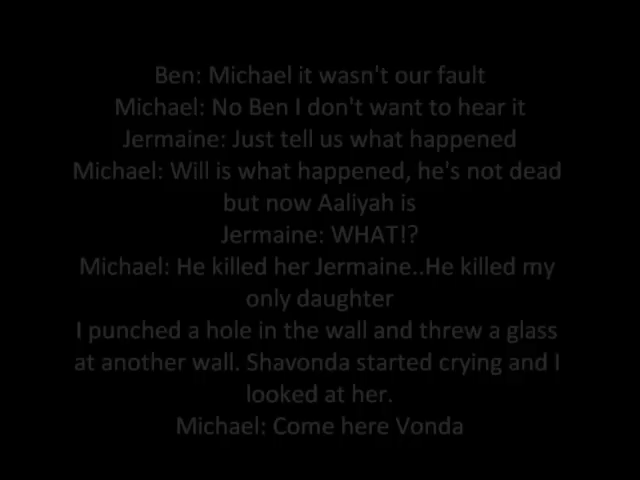 Ben: Michael it wasn't our fault
Michael: No Ben I don't want to hear it
Jermaine: Just tell us what happened
Michael: Will is what happened, he's not dead
but now Aaliyah is
Jermaine: WHAT!?
Michael: He killed her Jermaine..He killed my
only daughter
I punched a hole in the wall and threw a glass
at another wall. Shavonda started crying and I
looked at her.
Michael: Come here Vonda